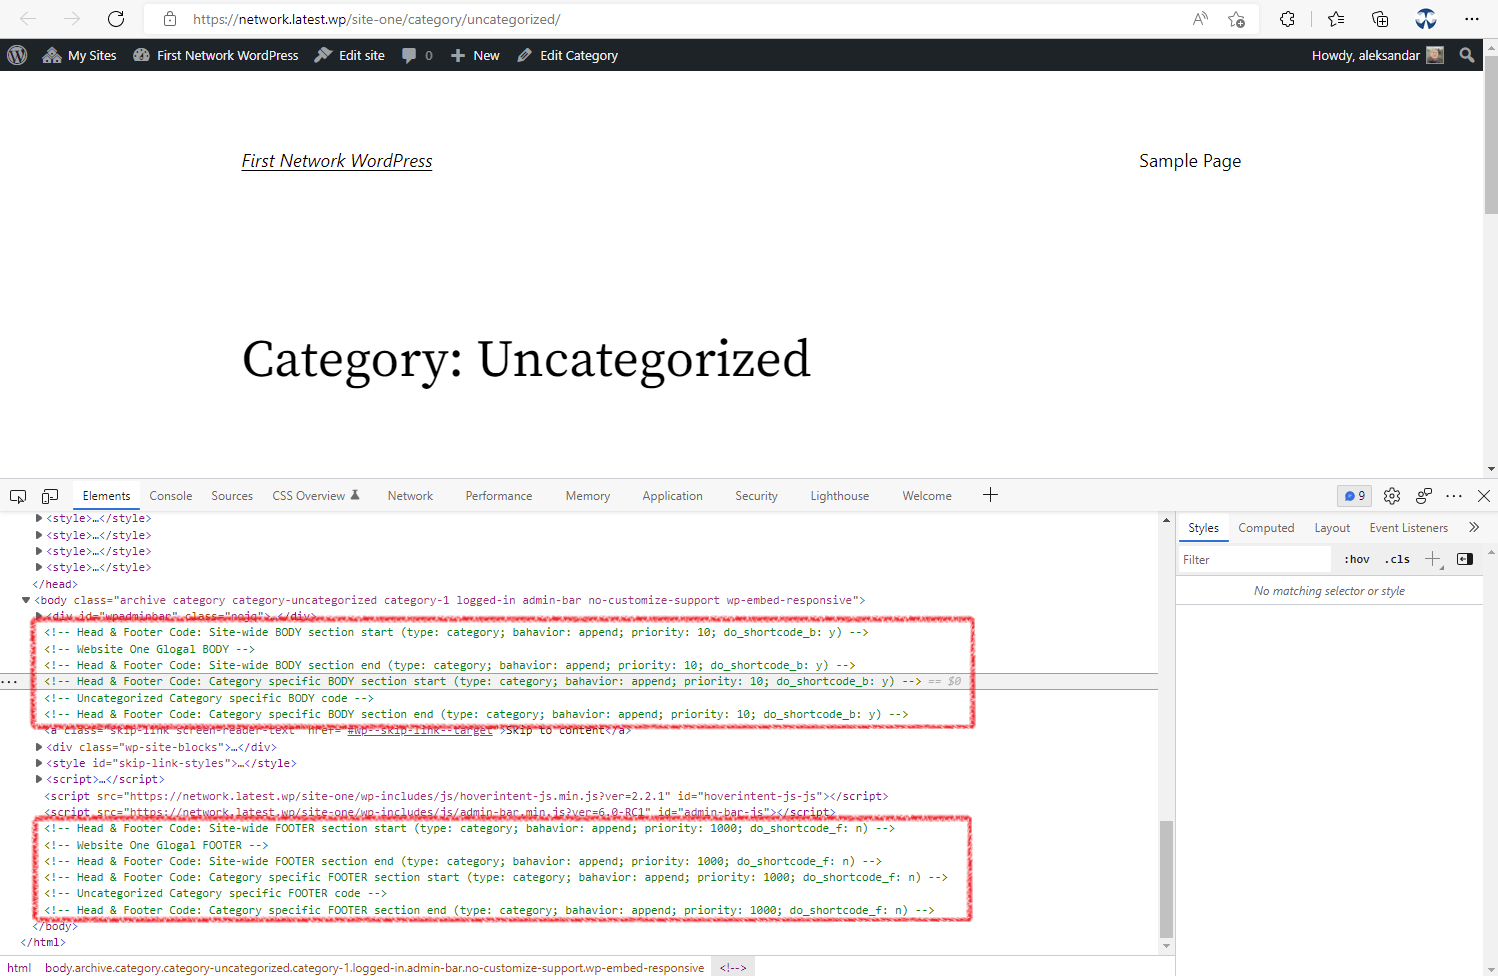 https://network.latest.wp/site-one/category/uncategorized/
My Sites First Network WordPress Edit site 0 New Edit Category Howdy, aleksandar
First Network WordPress Sample Page
Category: Uncategorized
Elements Console Sources CSS Overview Network Performance Memory Application Security Lighthouse Welcome 9
<style>…</style>
<style>…</style>
<style>…</style>
<style>…</style>
</head>
<body class="archive category category-uncategorized category-1 logged-in admin-bar no-customize-support wp-embed-responsive">
<div id="wpadminbar" class="nojq">…</div>
<!-- Head & Footer Code: Site-wide BODY section start (type: category; bahavior: append; priority: 10; do_shortcode_b: y) -->
<!-- Website One Glogal BODY -->
<!-- Head & Footer Code: Site-wide BODY section end (type: category; bahavior: append; priority: 10; do_shortcode_b: y) -->
<!-- Head & Footer Code: Category specific BODY section start (type: category; bahavior: append; priority: 10; do_shortcode_b: y) --> == $0
<!-- Uncategorized Category specific BODY code -->
<!-- Head & Footer Code: Category specific BODY section end (type: category; bahavior: append; priority: 10; do_shortcode_b: y) -->
<a class="skip-link screen-reader-text" href="#wp--skip-link--target">Skip to content</a>
<div class="wp-site-blocks">…</div>
<style id="skip-link-styles">…</style>
<script>…</script>
<script src="https://network.latest.wp/site-one/wp-includes/js/hoverintent-js.min.js?ver=2.2.1" id="hoverintent-js-js"></script>
<script src="https://network.latest.wp/site-one/wp-includes/js/admin-bar.min.js?ver=6.0-RC1" id="admin-bar-js"></script>
<!-- Head & Footer Code: Site-wide FOOTER section start (type: category; bahavior: append; priority: 1000; do_shortcode_f: n) -->
<!-- Website One Glogal FOOTER -->
<!-- Head & Footer Code: Site-wide FOOTER section end (type: category; bahavior: append; priority: 1000; do_shortcode_f: n) -->
<!-- Head & Footer Code: Category specific FOOTER section start (type: category; bahavior: append; priority: 1000; do_shortcode_f: n) -->
<!-- Uncategorized Category specific FOOTER code -->
<!-- Head & Footer Code: Category specific FOOTER section end (type: category; bahavior: append; priority: 1000; do_shortcode_f: n) -->
</body>
</html>
html body.archive.category.category-uncategorized.category-1.logged-in.admin-bar.no-customize-support.wp-embed-responsive <!-->
Styles Computed Layout Event Listeners
Filter :hov .cls
No matching selector or style